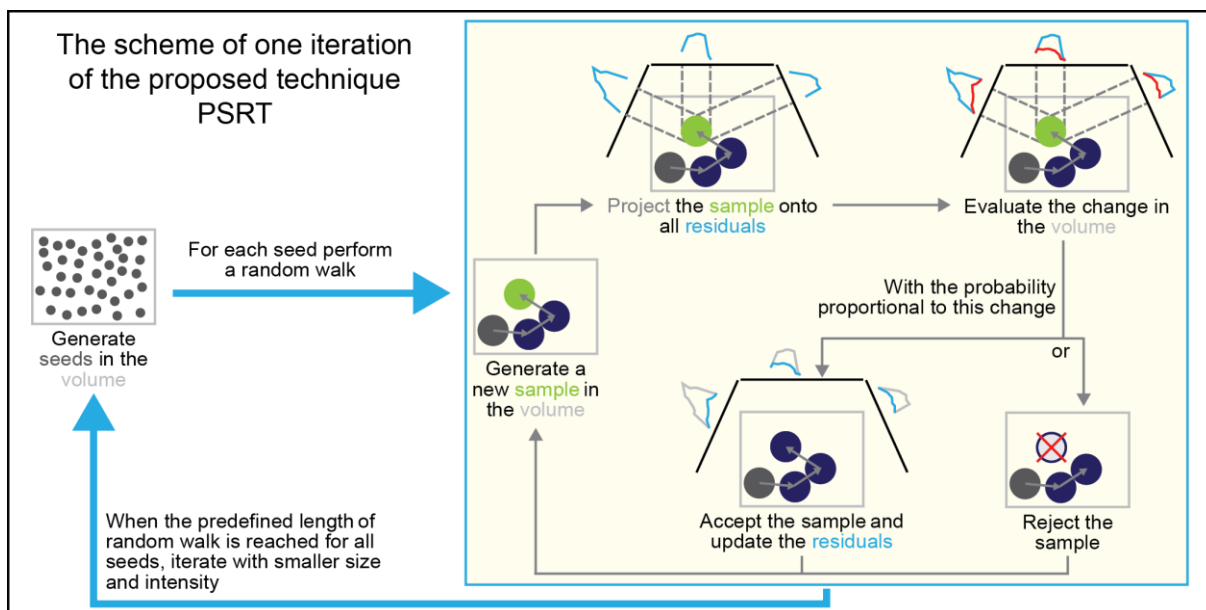 The scheme of one iteration
of the proposed technique
PSRT
Generate
seeds in the
volume
For each seed perform
a random walk
Generate a
new sample in
the volume
Project the sample onto
all residuals
Evaluate the change in
the volume
With the probability
proportional to this change
or
Accept the sample and
update the residuals
Reject the
sample
When the predefined length of
random walk is reached for all
seeds, iterate with smaller size
and intensity